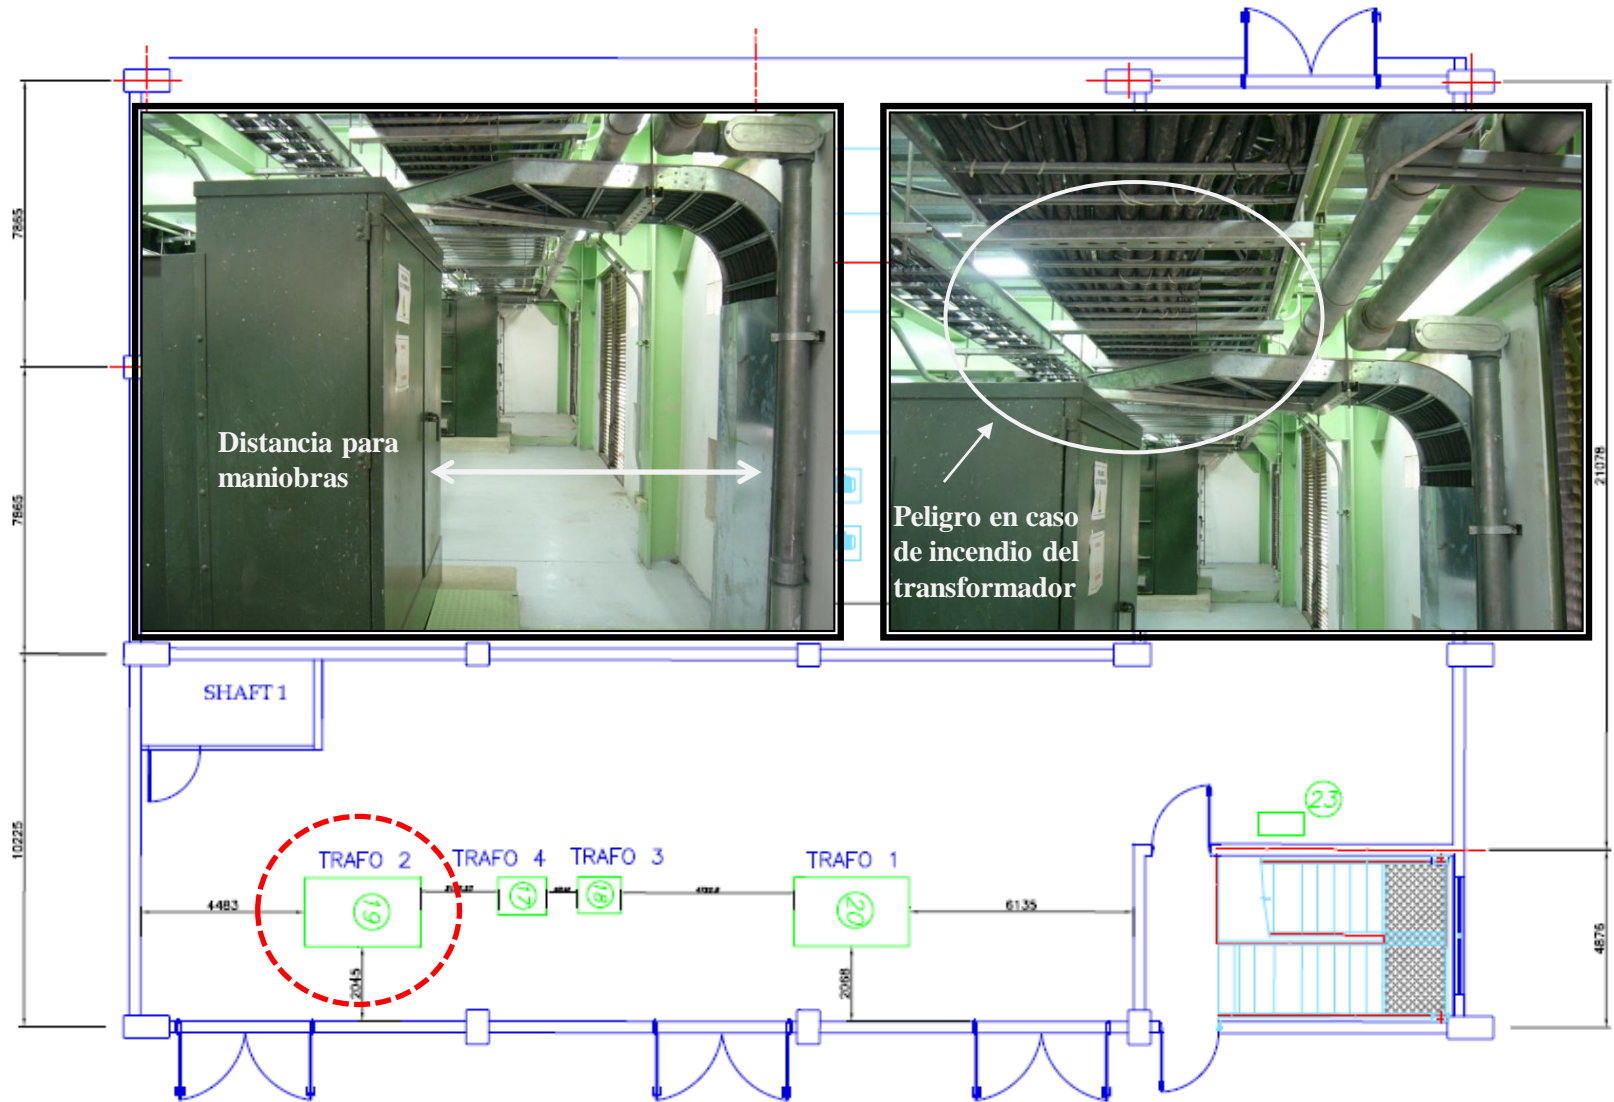 7865
7865
10225
21078
4876
Distancia para
maniobras
Peligro en caso
de incendio del
transformador
SHAFT 1
TRAFO 2
TRAFO 4
TRAFO 3
TRAFO 1
23
4483
19
17
18
20
6135
2045
2068